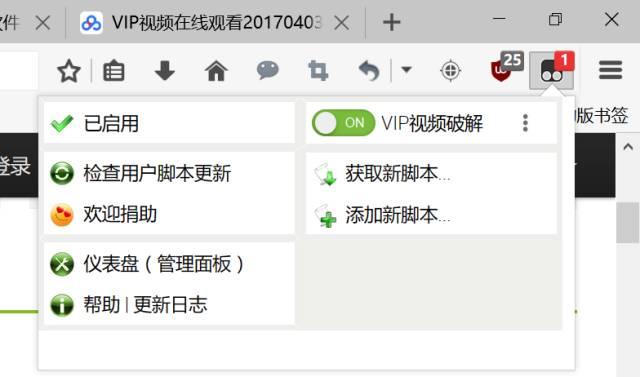 软件
VIP视频在线观看20170403
25
1
的版书签
登录
已启用
ON
VIP视频破解
检查用户脚本更新
获取新脚本...
欢迎捐助
添加新脚本...
仪表盘（管理面板）
帮助 | 更新日志